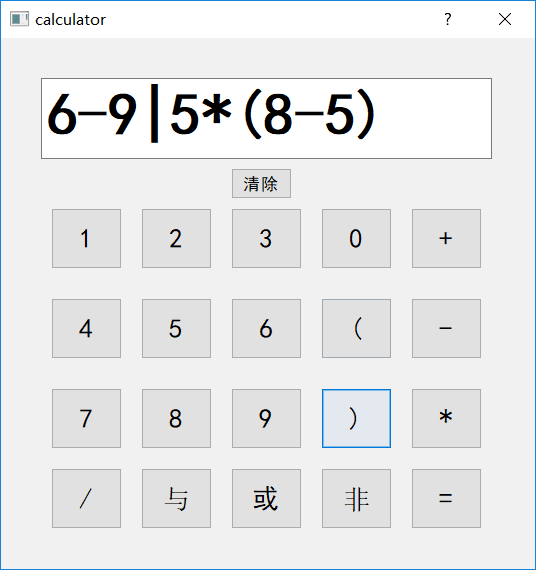 calculator
6-9|5*(8-5)
清除
1 2 3 0 +
4 5 6 ( -
7 8 9 ) *
/ 与 或 非 =